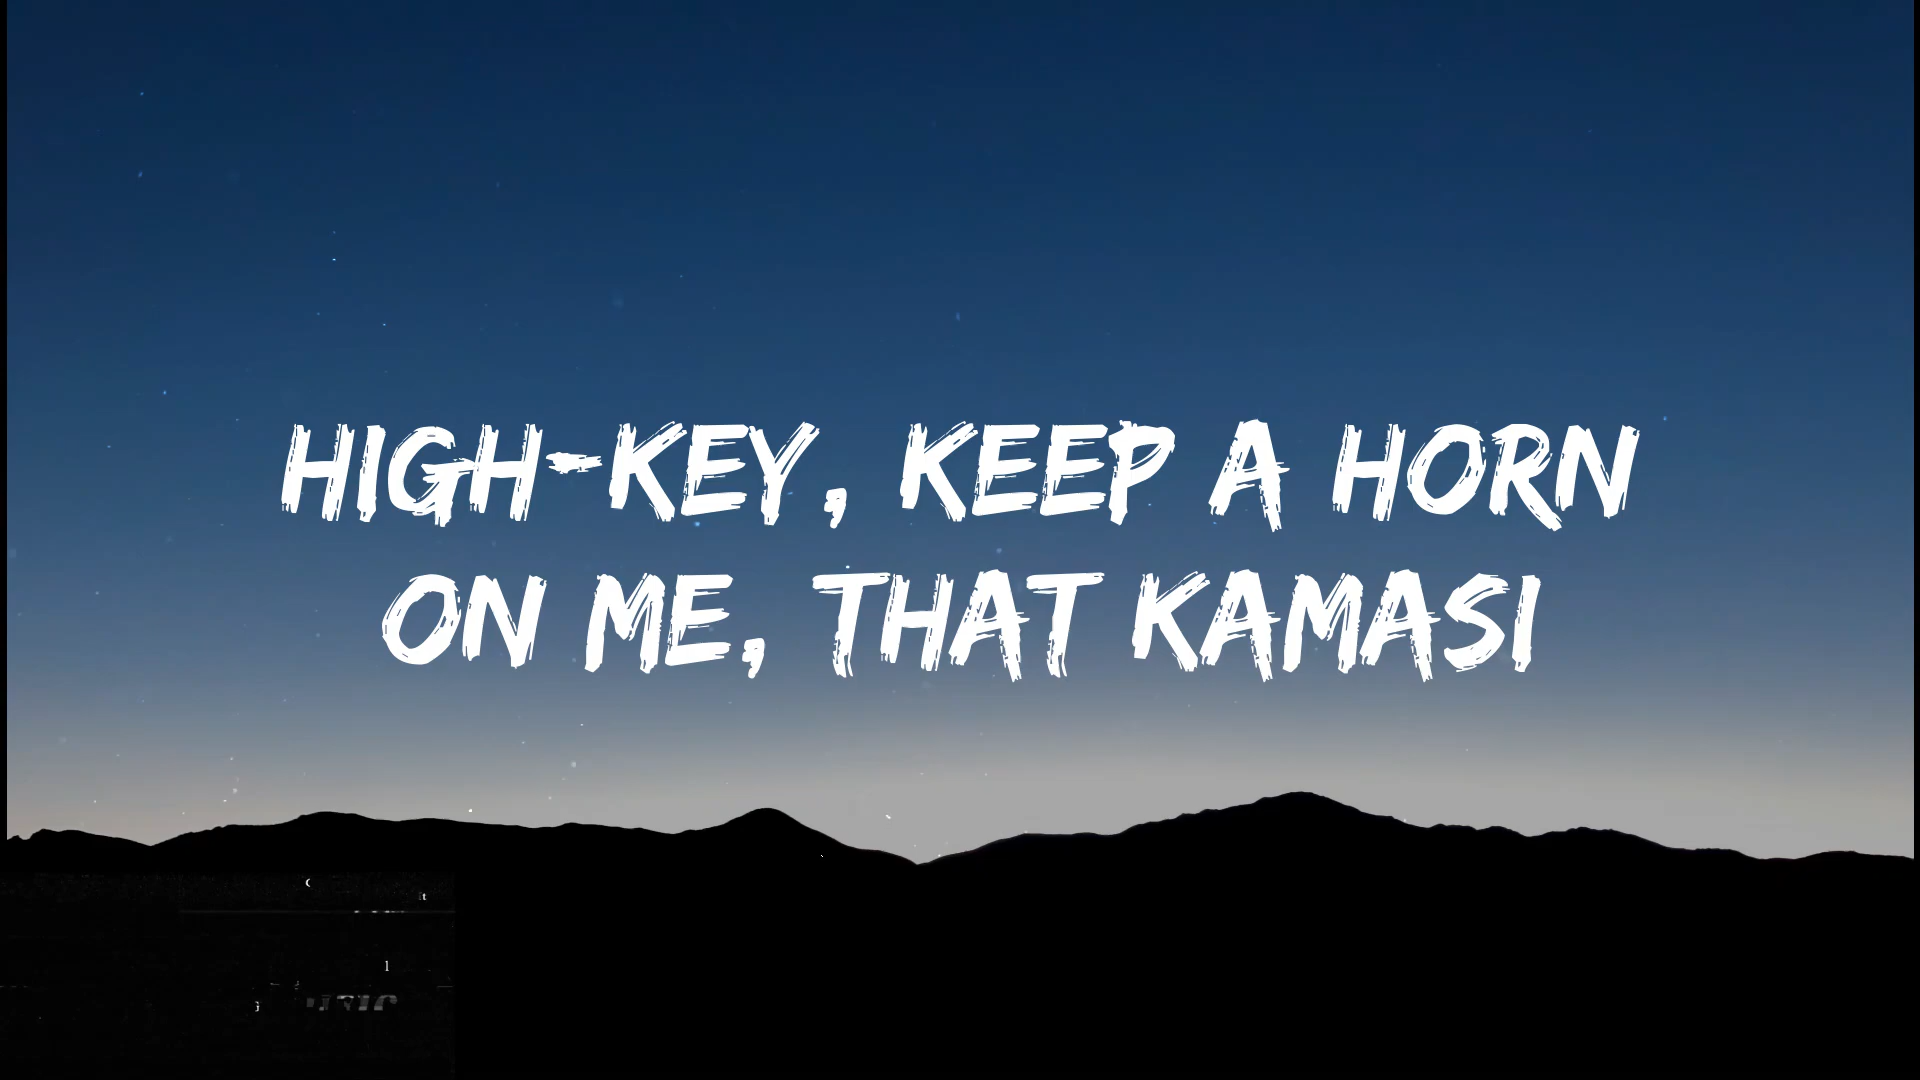 HIGH-KEY, KEEP A HORN
ON ME, THAT KAMASI